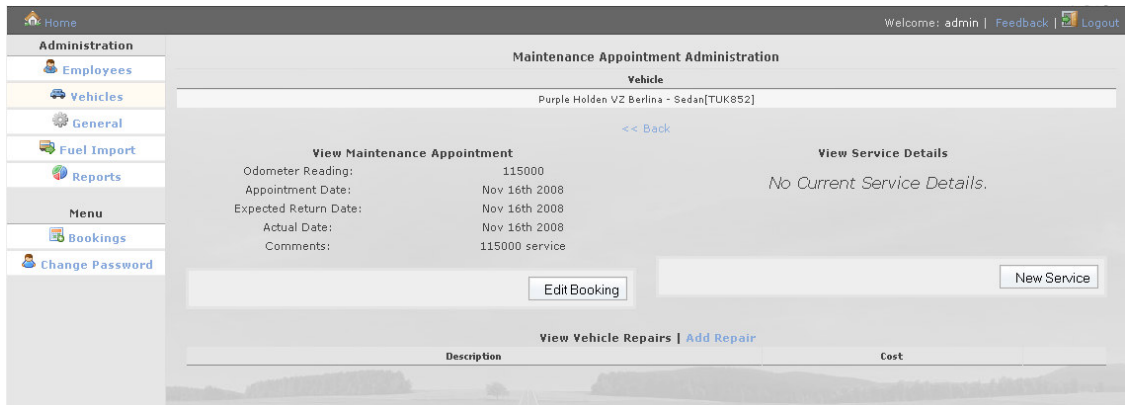 Home
Welcome: admin | Feedback | Logout
Administration
Employees
Vehicles
General
Fuel Import
Reports
Menu
Bookings
Change Password
Maintenance Appointment Administration
Vehicle
Purple Holden VZ Berlina - Sedan[TUK852]
<< Back
View Maintenance Appointment
Odometer Reading: 115000
Appointment Date: Nov 16th 2008
Expected Return Date: Nov 16th 2008
Actual Date: Nov 16th 2008
Comments: 115000 service
Edit Booking
View Service Details
No Current Service Details.
New Service
View Vehicle Repairs | Add Repair
Description Cost